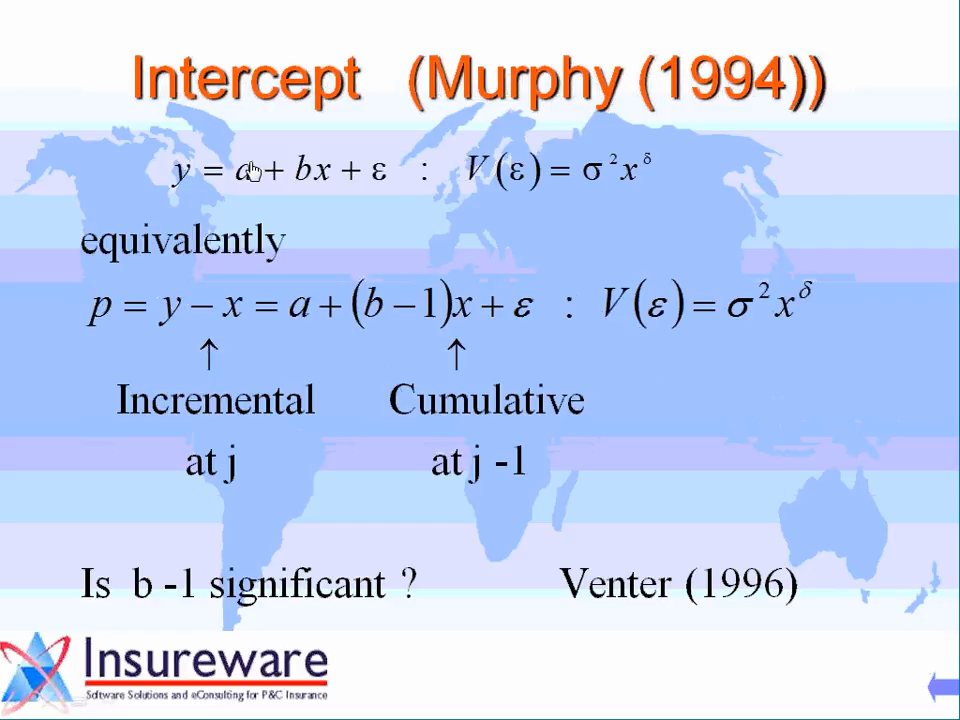 Intercept (Murphy (1994))
y = a + bx + ε : V(ε) = σ²x^δ
equivalently
p = y − x = a + (b − 1)x + ε : V(ε) = σ²x^δ
↑ ↑
Incremental Cumulative
at j at j -1
Is b -1 significant ? Venter (1996)
Insureware
Software Solutions and eConsulting for P&C Insurance